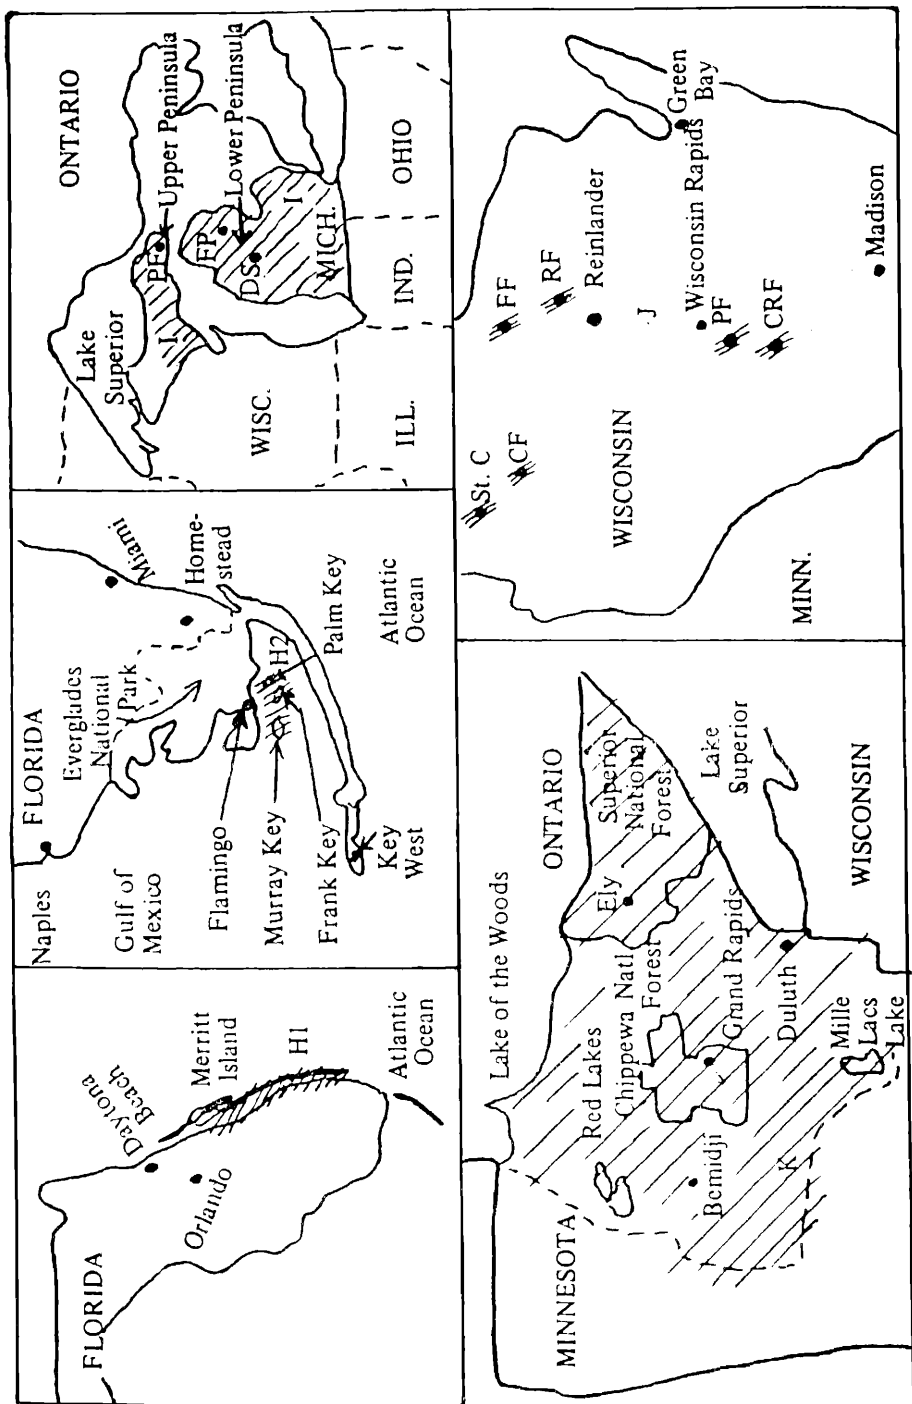 FLORIDA
Daytona
Beach
Orlando
Merritt
Island
H1
Atlantic
Ocean
Naples
FLORIDA
Everglades
National
Park
Miami
Home-
stead
Gulf of
Mexico
Flamingo
Murray Key
Frank Key
Key
West
H2
Palm Key
Atlantic
Ocean
ONTARIO
Lake
Superior
Upper Peninsula
Lower Peninsula
PF
I
FP
DS
I
MICH.
WISC.
ILL.
IND.
OHIO
MINNESOTA
Lake of the Woods
Red Lakes
Chippewa Natl
Forest
Bemidji
Grand Rapids
K
Ely
ONTARIO
Superior
National
Forest
Lake
Superior
Duluth
Mille
Lacs
Lake
WISCONSIN
St. C
CF
FF
RF
Reinlander
J
WISCONSIN
Wisconsin Rapids
Green
Bay
PF
CRF
MINN.
Madison